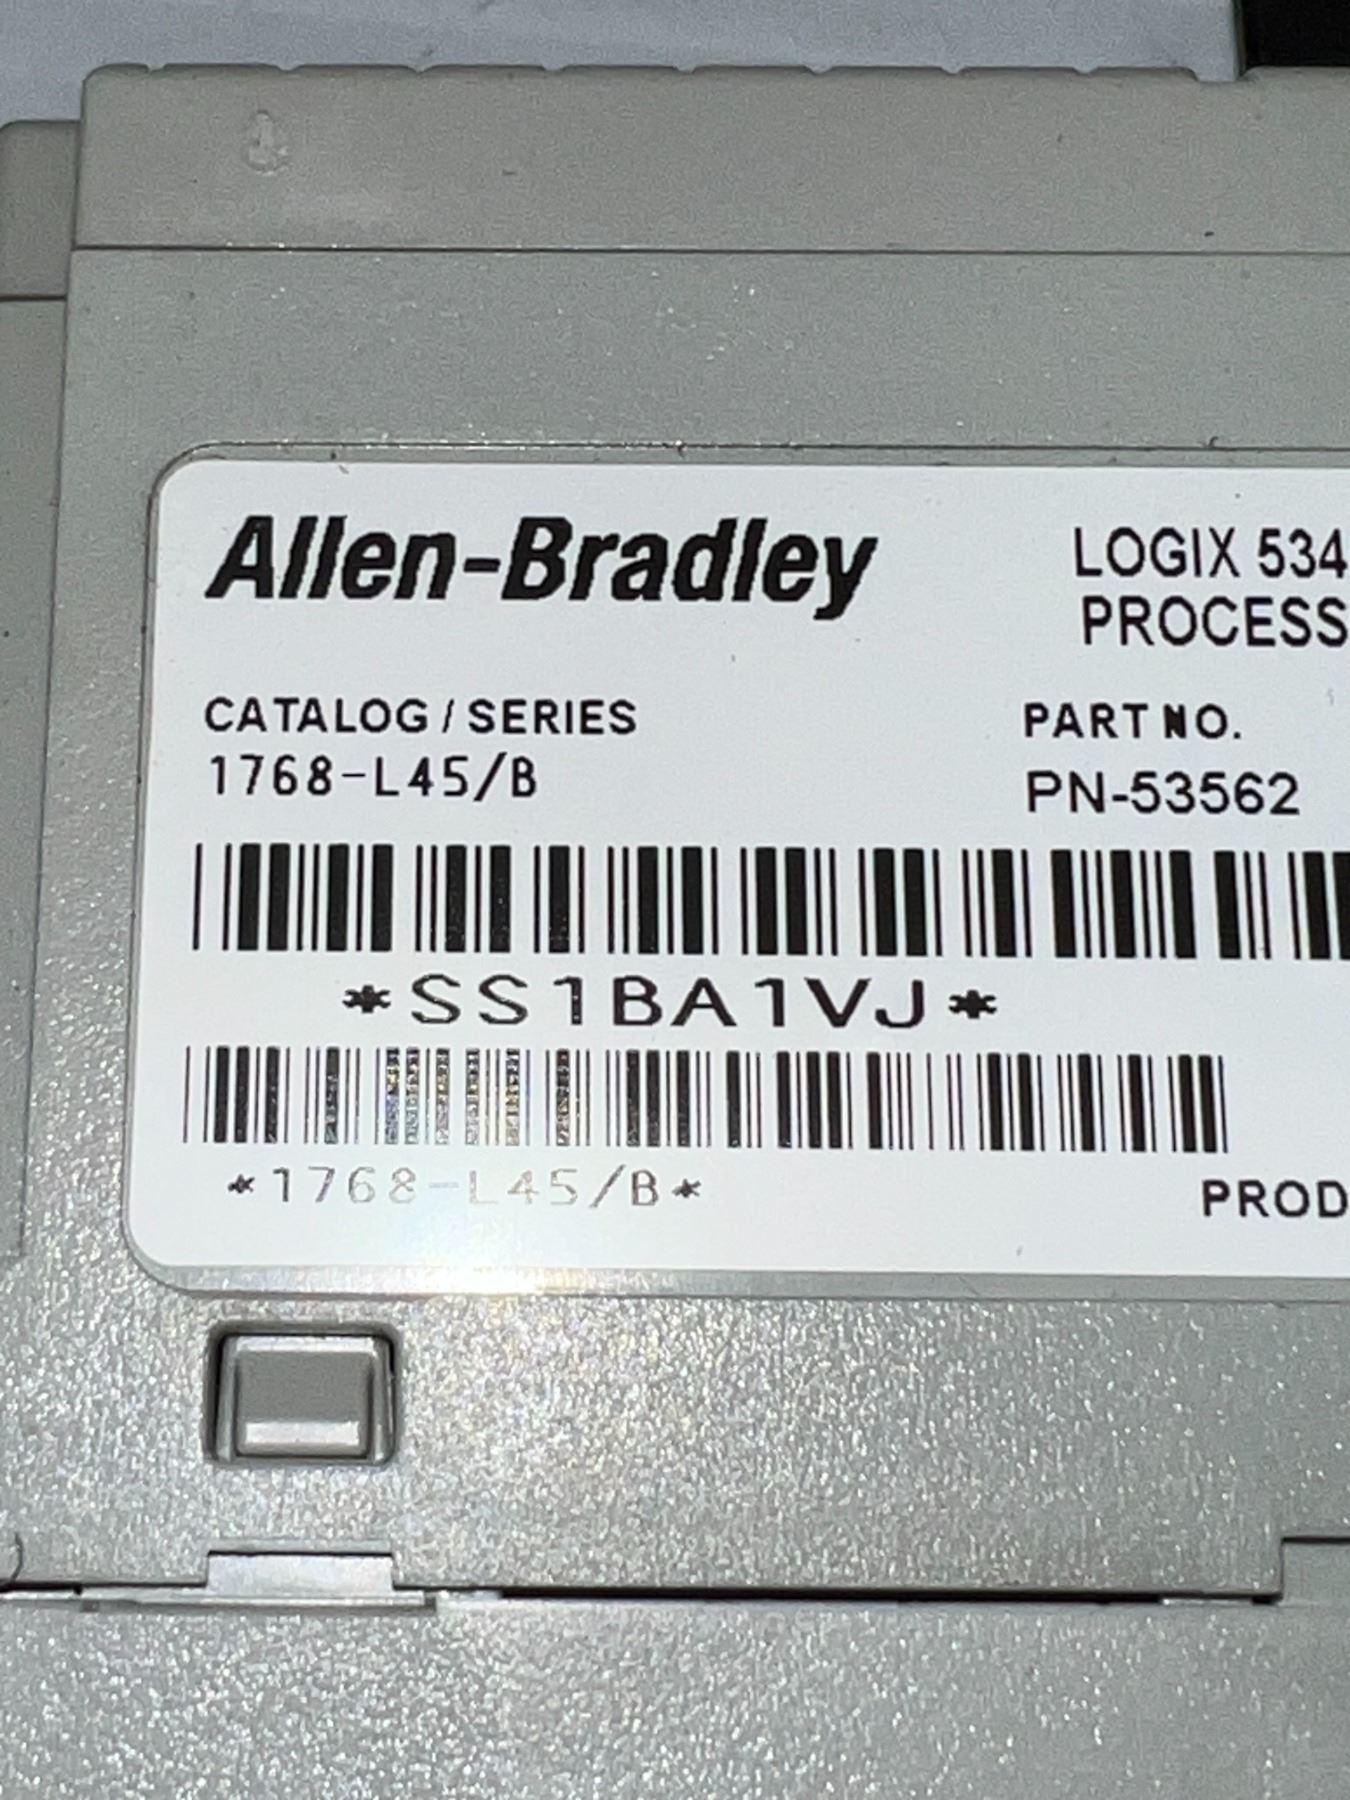 Allen-Bradley
LOGIX 534
PROCESS
CATALOG / SERIES
1768-L45/B
PART NO.
PN-53562
*SS1BA1VJ*
*1768-L45/B*
PROD